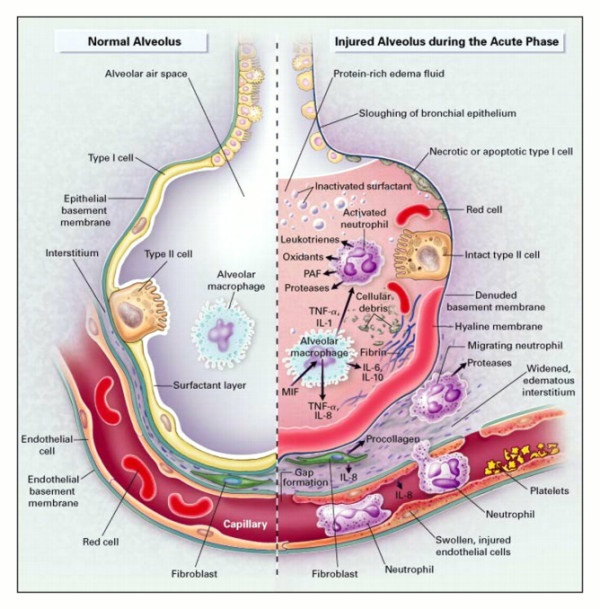 Normal Alveolus
Injured Alveolus during the Acute Phase
Alveolar air space
Protein-rich edema fluid
Sloughing of bronchial epithelium
Type I cell
Necrotic or apoptotic type I cell
Inactivated surfactant
Epithelial
basement
membrane
Red cell
Activated
neutrophil
Leukotrienes
Interstitium
Type II cell
Oxidants
Intact type II cell
PAF
Alveolar
macrophage
Proteases
Cellular
debris
Denuded
basement membrane
TNF-α,
IL-1
Hyaline membrane
Alveolar
macrophage
Fibrin
Migrating neutrophil
Proteases
IL-6,
IL-10
Widened,
edematous
interstitium
Surfactant layer
MIF
TNF-α,
IL-8
Endothelial
cell
Procollagen
Gap
formation
IL-8
Endothelial
basement
membrane
IL-8
Platelets
Capillary
Neutrophil
Red cell
Swollen, injured
endothelial cells
Fibroblast
Fibroblast
Neutrophil